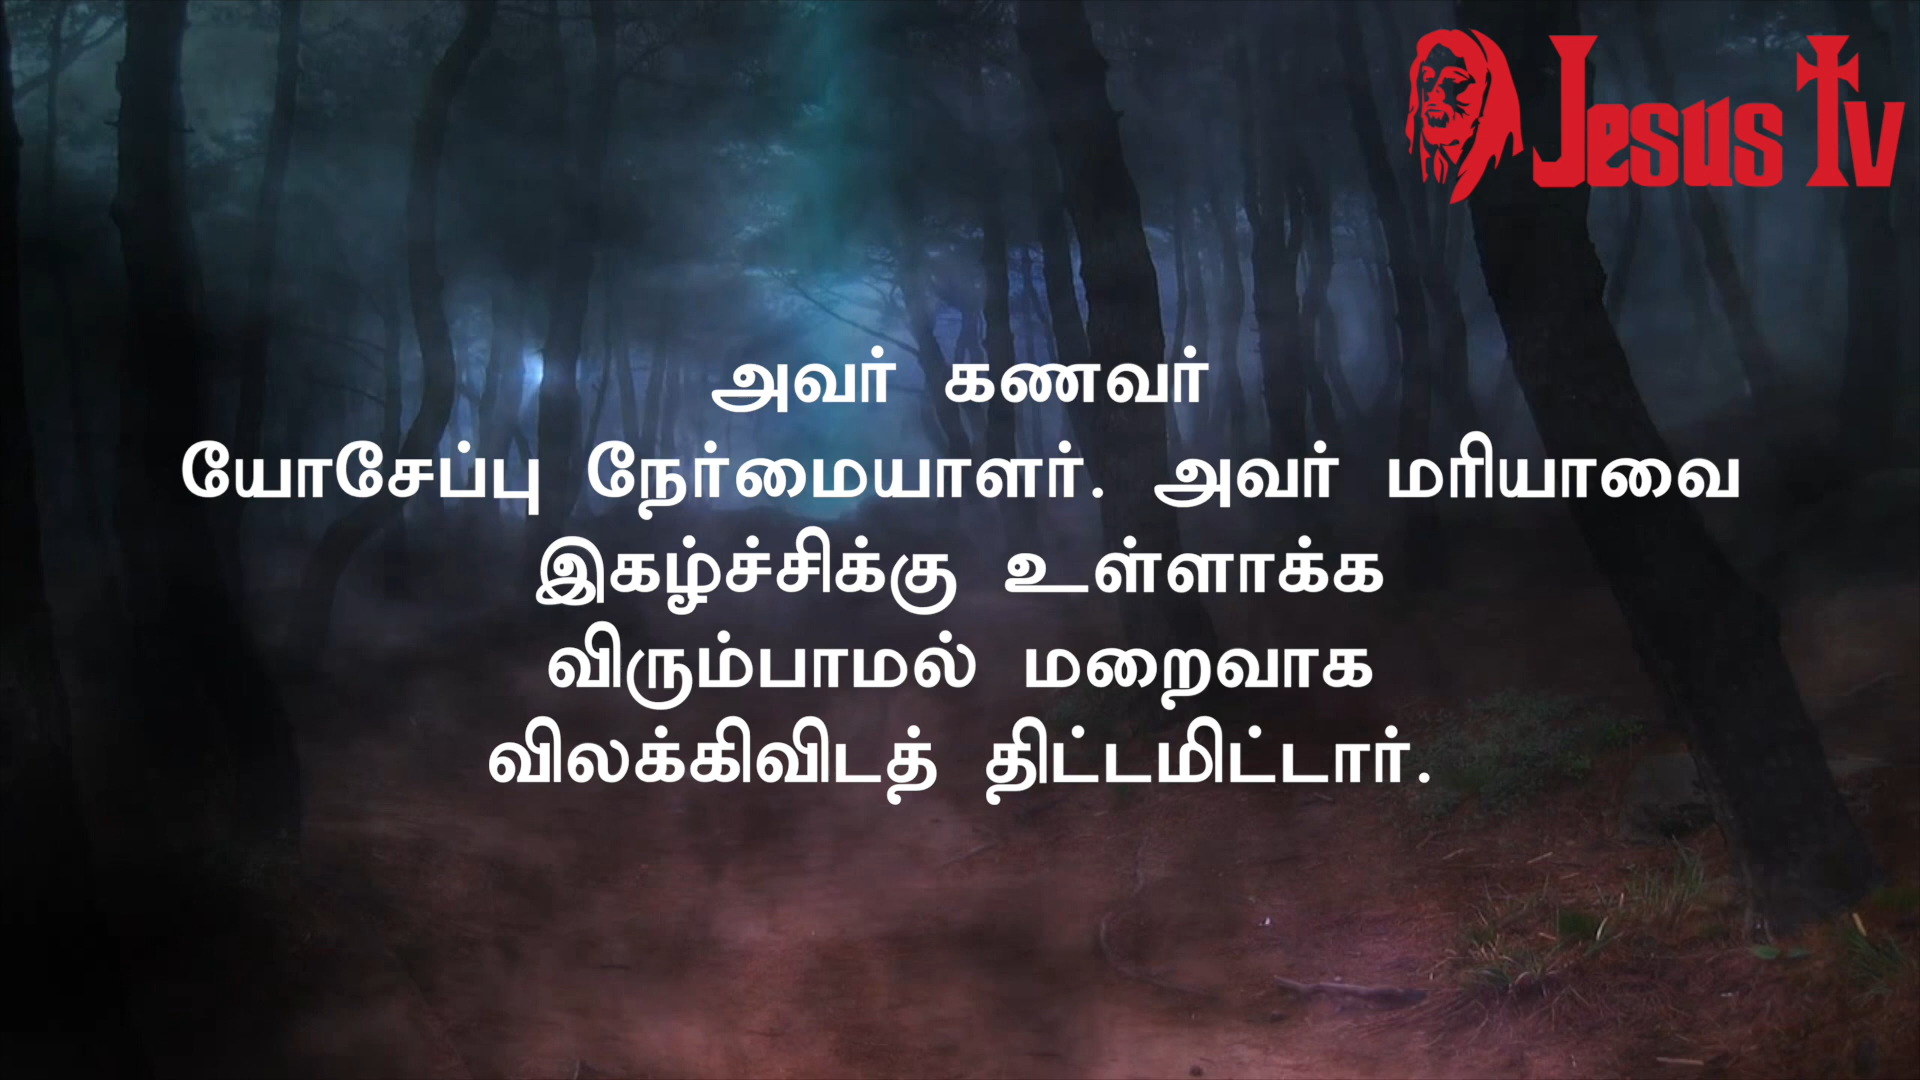 Jesus Tv
அவர் கணவர்
யோசேப்பு நேர்மையாளர். அவர் மரியாவை
இகழ்ச்சிக்கு உள்ளாக்க
விரும்பாமல் மறைவாக
விலக்கிவிடத் திட்டமிட்டார்.